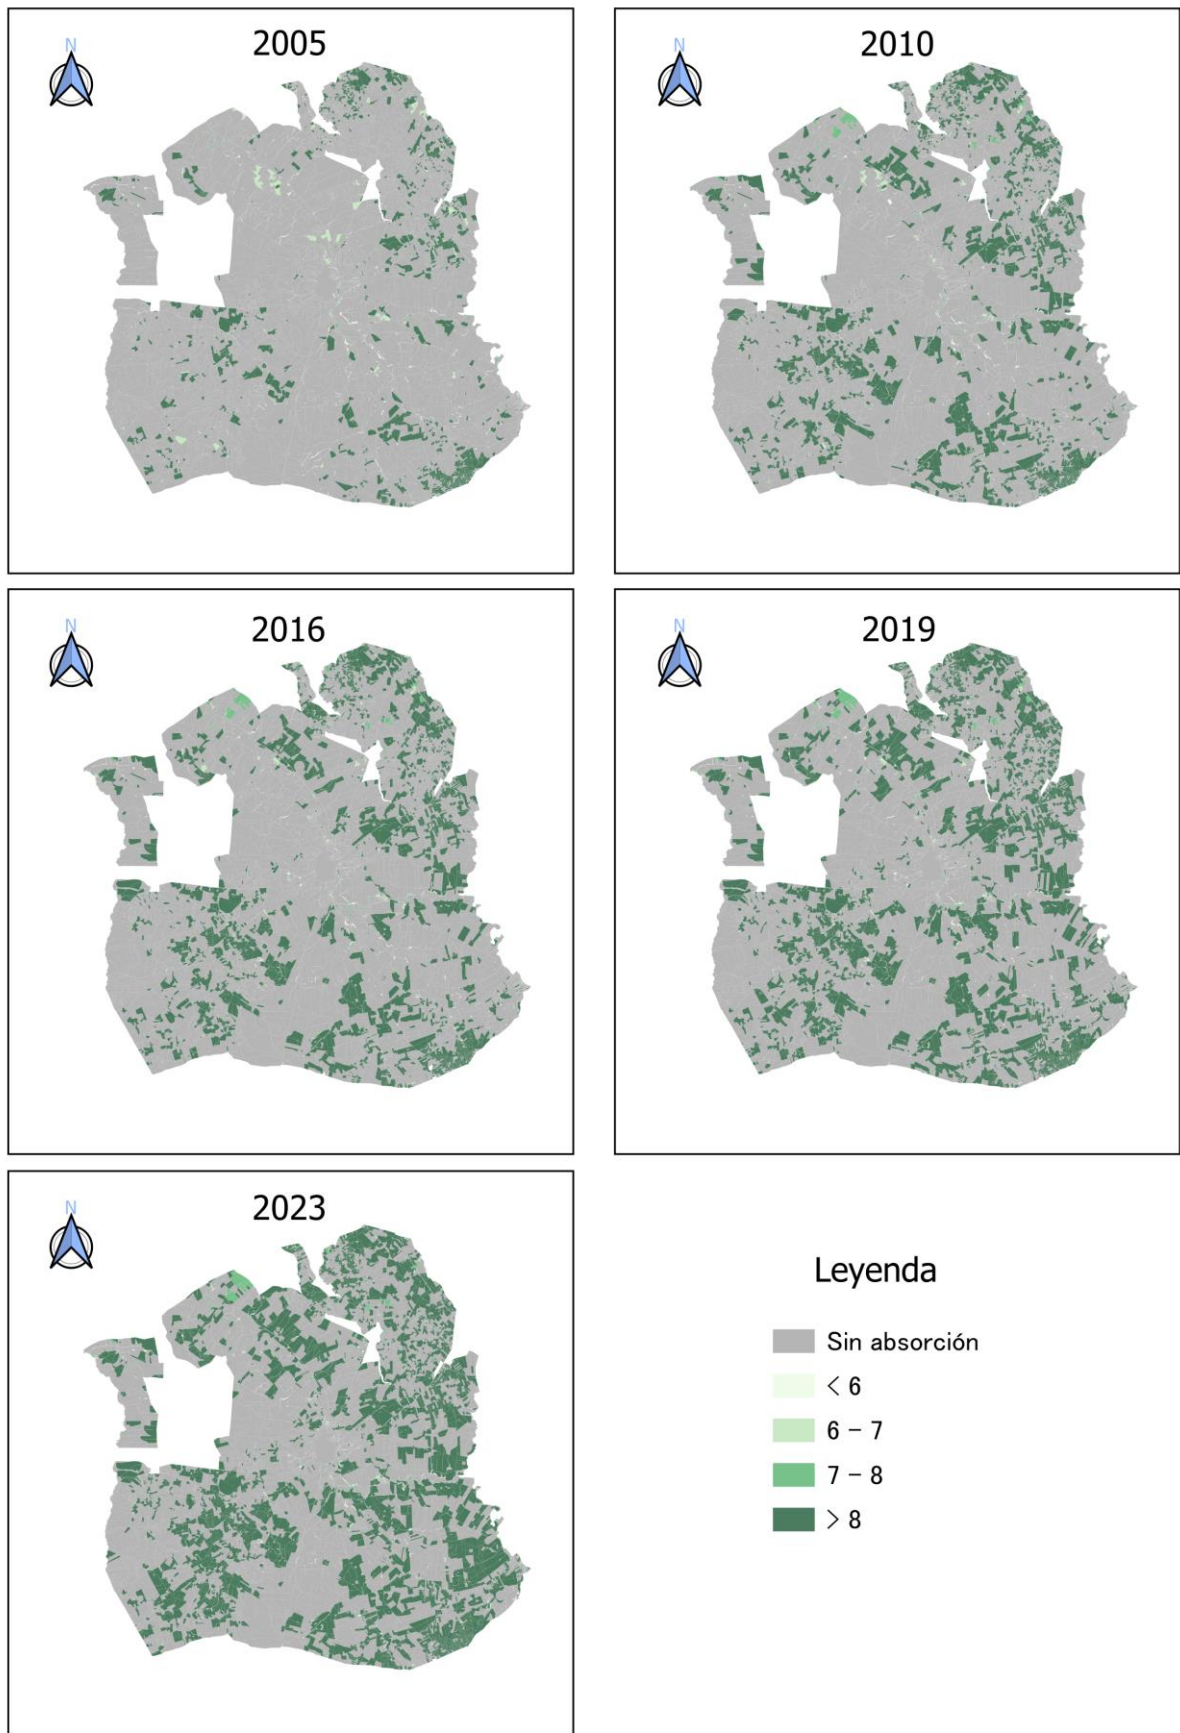 2005
N
2010
N
2016
N
2019
N
2023
N
Leyenda
Sin absorción
< 6
6 – 7
7 – 8
> 8